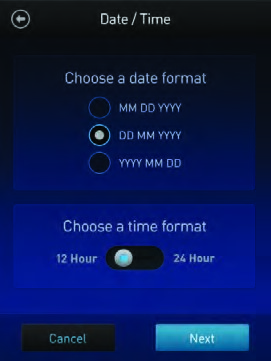 Date / Time
Choose a date format
MM DD YYYY
DD MM YYYY
YYYY MM DD
Choose a time format
12 Hour 24 Hour
Cancel Next